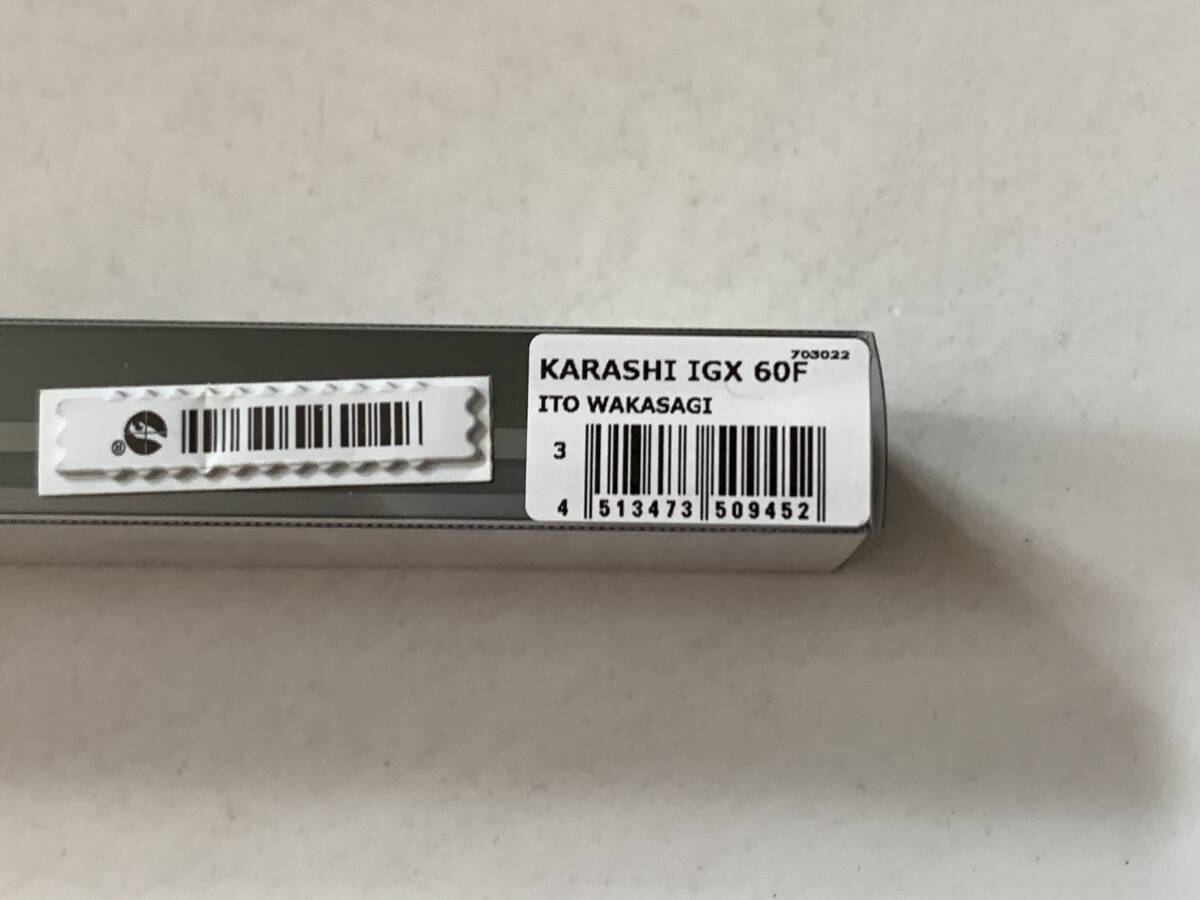 703022
KARASHI IGX 60F
ITO WAKASAGI
3
4 513473 509452
®